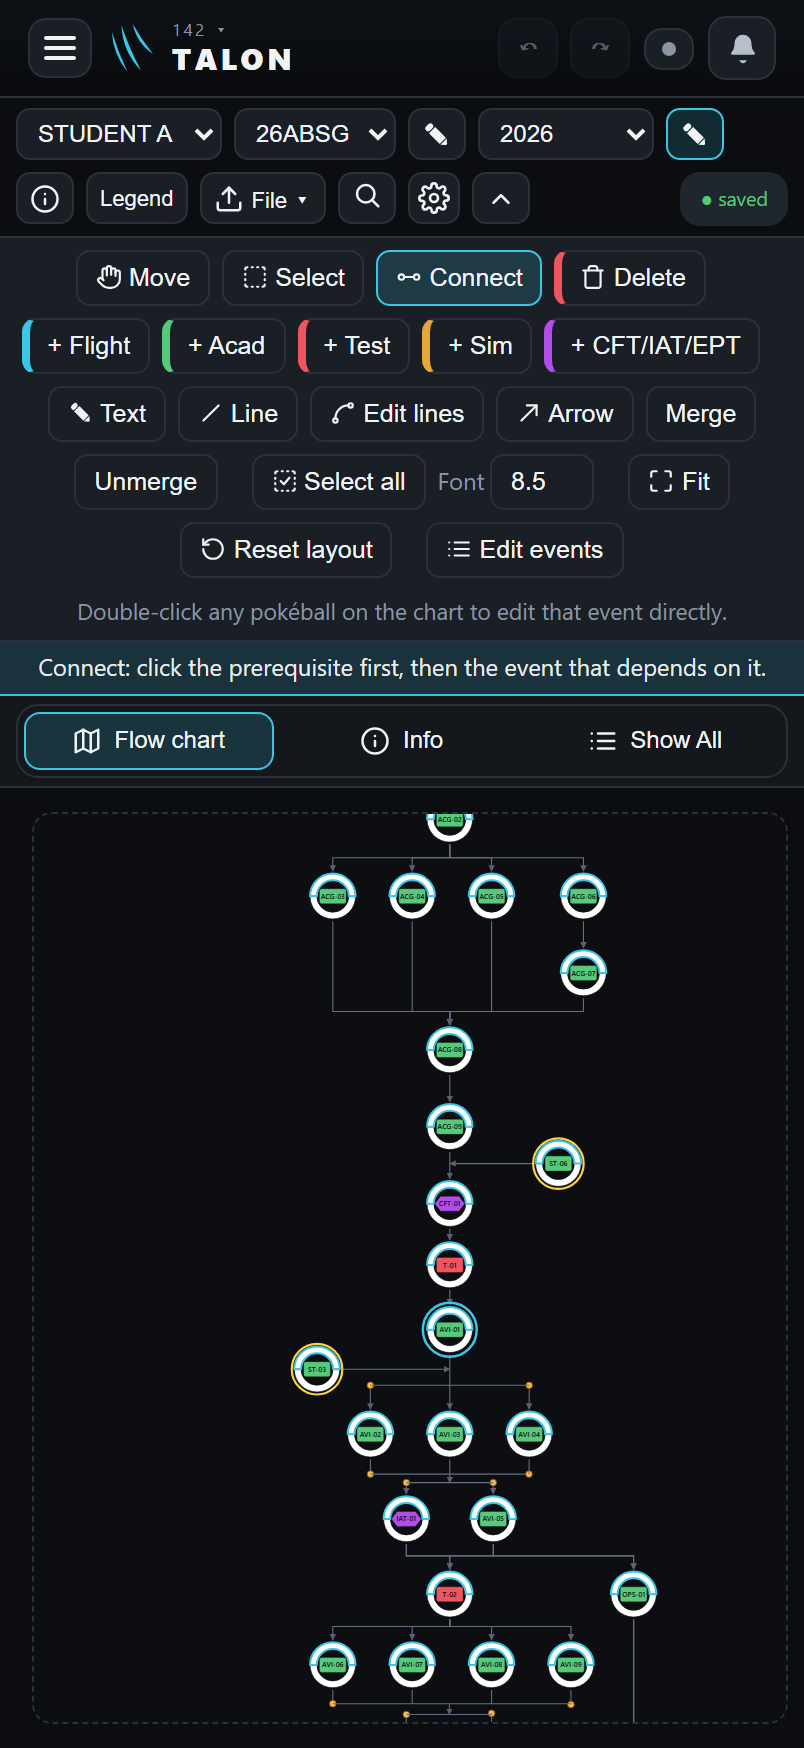 142
TALON
STUDENT A
26ABSG
2026
Legend
File
saved
Move
Select
Connect
Delete
+ Flight
+ Acad
+ Test
+ Sim
+ CFT/IAT/EPT
Text
Line
Edit lines
Arrow
Merge
Unmerge
Select all
Font
8.5
Fit
Reset layout
Edit events
Double-click any pokéball on the chart to edit that event directly.
Connect: click the prerequisite first, then the event that depends on it.
Flow chart
Info
Show All
ACG-02
ACG-03
ACG-04
ACG-05
ACG-06
ACG-07
ACG-08
ACG-09
ST-06
CFT-01
T-01
AVI-01
ST-03
AVI-02
AVI-03
AVI-04
IAT-01
AVI-05
T-02
OPS-01
AVI-06
AVI-07
AVI-08
AVI-09